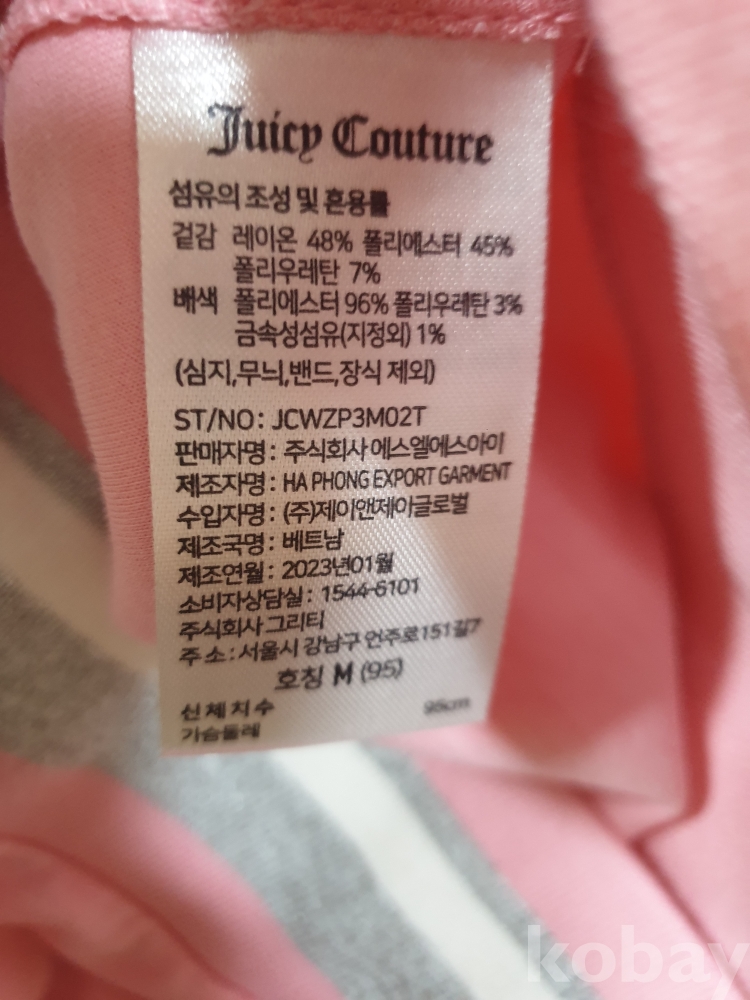 Juicy Couture
섬유의 조성 및 혼용률
겉감 레이온 48% 폴리에스터 45%
폴리우레탄 7%
배색 폴리에스터 96% 폴리우레탄 3%
금속성섬유(지정외) 1%
(심지,무늬,밴드,장식 제외)
ST/NO: JCWZP3M02T
판매자명: 주식회사 에스엘에스아이
제조자명: HA PHONG EXPORT GARMENT
수입자명: (주)제이앤제이글로벌
제조국명: 베트남
제조연월: 2023년01월
소비자상담실: 1544-6101
주식회사 그리티
주 소: 서울시 강남구 언주로151길7
호칭 M (95)
신체치수
가슴둘레 95cm
kobay